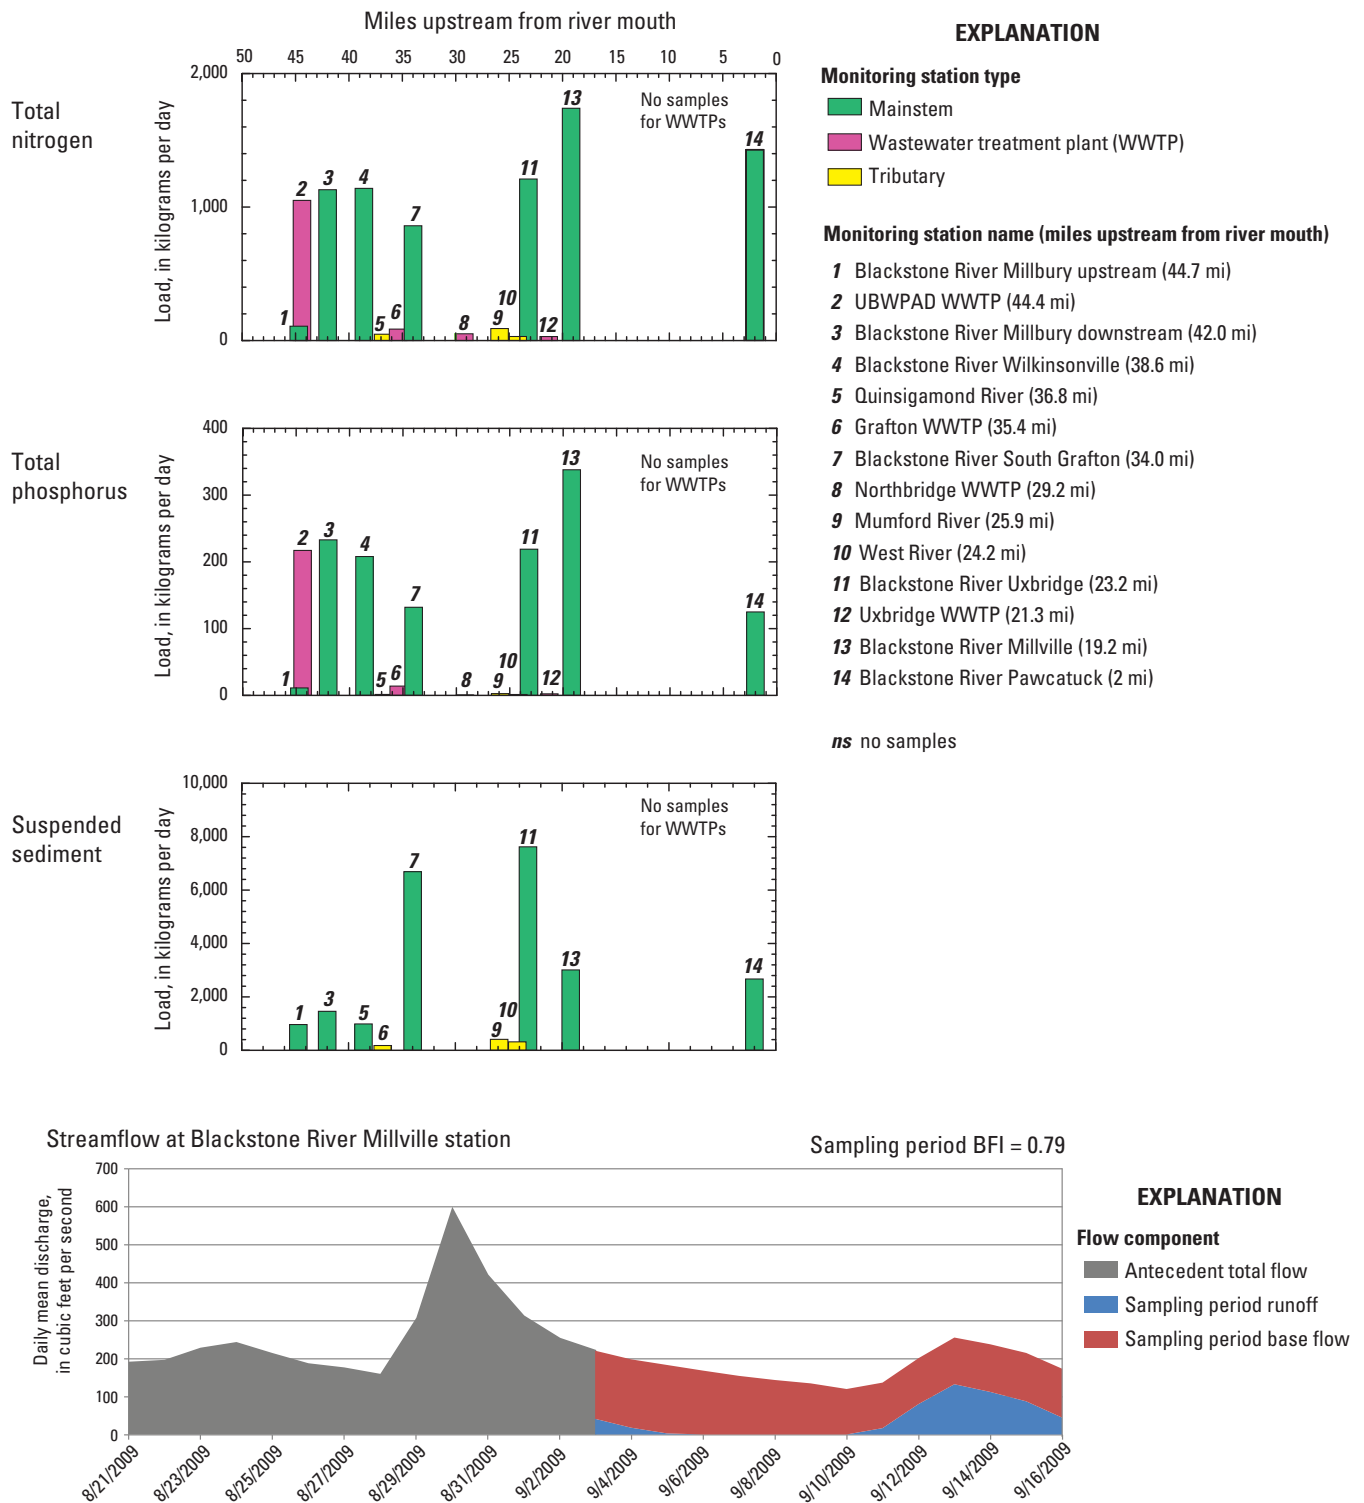 Miles upstream from river mouth
50 45 40 35 30 25 20 15 10 5 0
Total
nitrogen
Load, in kilograms per day
2,000
1,000
0
1 2 3 4 5 6 7 8 9 10 11 12 13 14
No samples
for WWTPs
Total
phosphorus
Load, in kilograms per day
400
300
200
100
0
1 2 3 4 5 6 7 8 9 10 11 12 13 14
No samples
for WWTPs
Suspended
sediment
Load, in kilograms per day
10,000
8,000
6,000
4,000
2,000
0
1 3 5 6 7 9 10 11 13 14
No samples
for WWTPs
EXPLANATION
Monitoring station type
Mainstem
Wastewater treatment plant (WWTP)
Tributary
Monitoring station name (miles upstream from river mouth)
1 Blackstone River Millbury upstream (44.7 mi)
2 UBWPAD WWTP (44.4 mi)
3 Blackstone River Millbury downstream (42.0 mi)
4 Blackstone River Wilkinsonville (38.6 mi)
5 Quinsigamond River (36.8 mi)
6 Grafton WWTP (35.4 mi)
7 Blackstone River South Grafton (34.0 mi)
8 Northbridge WWTP (29.2 mi)
9 Mumford River (25.9 mi)
10 West River (24.2 mi)
11 Blackstone River Uxbridge (23.2 mi)
12 Uxbridge WWTP (21.3 mi)
13 Blackstone River Millville (19.2 mi)
14 Blackstone River Pawcatuck (2 mi)
ns no samples
Streamflow at Blackstone River Millville station
Sampling period BFI = 0.79
Daily mean discharge,
in cubic feet per second
700
600
500
400
300
200
100
0
8/21/2009 8/23/2009 8/25/2009 8/27/2009 8/29/2009 8/31/2009 9/2/2009 9/4/2009 9/6/2009 9/8/2009 9/10/2009 9/12/2009 9/14/2009 9/16/2009
EXPLANATION
Flow component
Antecedent total flow
Sampling period runoff
Sampling period base flow